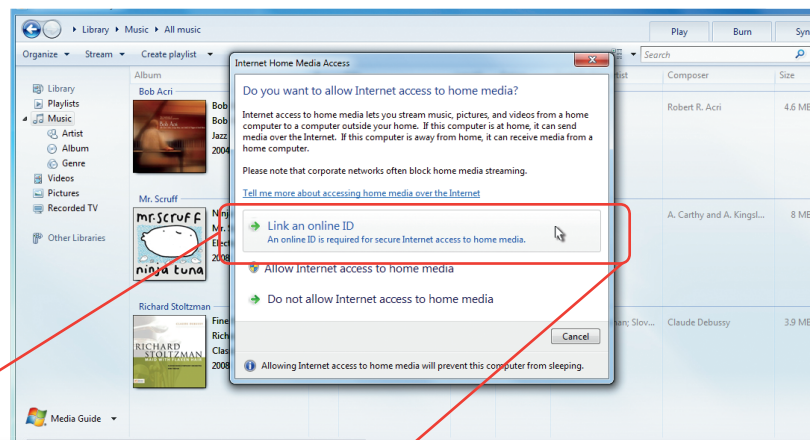 Library ▸ Music ▸ All music
Play Burn Syn
Organize Stream Create playlist
Search
Album
Composer Size
Library
Playlists
Music
Artist
Album
Genre
Videos
Pictures
Recorded TV
Other Libraries
Bob Acri
Bob
Bob
Jazz
2004
Robert R. Acri 4.6 MB
Mr. Scruff
mr.scruff
ninja tuna
Ninj
Mr. S
Elect
2008
A. Carthy and A. Kingsl... 8 MB
Richard Stoltzman
RICHARD
STOLTZMAN
Fine
Rich
Clas
2008
man; Slov... Claude Debussy 3.9 MB
Internet Home Media Access
Do you want to allow Internet access to home media?
Internet access to home media lets you stream music, pictures, and videos from a home
computer to a computer outside your home. If this computer is at home, it can send
media over the Internet. If this computer is away from home, it can receive media from a
home computer.
Please note that corporate networks often block home media streaming.
Tell me more about accessing home media over the Internet
Link an online ID
An online ID is required for secure Internet access to home media.
Allow Internet access to home media
Do not allow Internet access to home media
Cancel
Allowing Internet access to home media will prevent this computer from sleeping.
Media Guide